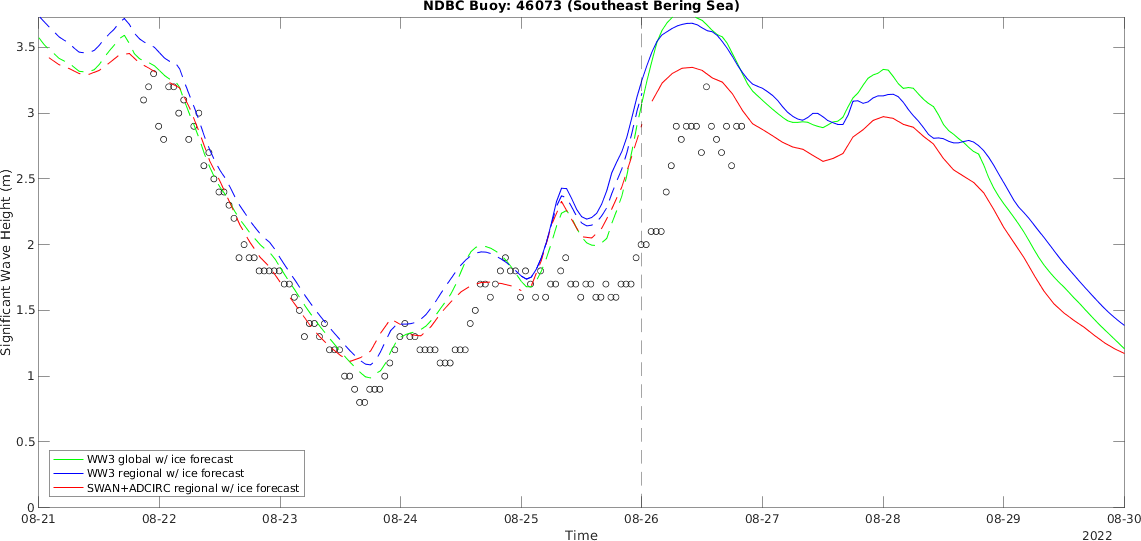 NDBC Buoy: 46073 (Southeast Bering Sea)
Significant Wave Height (m)
3.5
3
2.5
2
1.5
1
0.5
0
WW3 global w/ ice forecast
WW3 regional w/ ice forecast
SWAN+ADCIRC regional w/ ice forecast
08-21 08-22 08-23 08-24 08-25 08-26 08-27 08-28 08-29 08-30
Time
2022